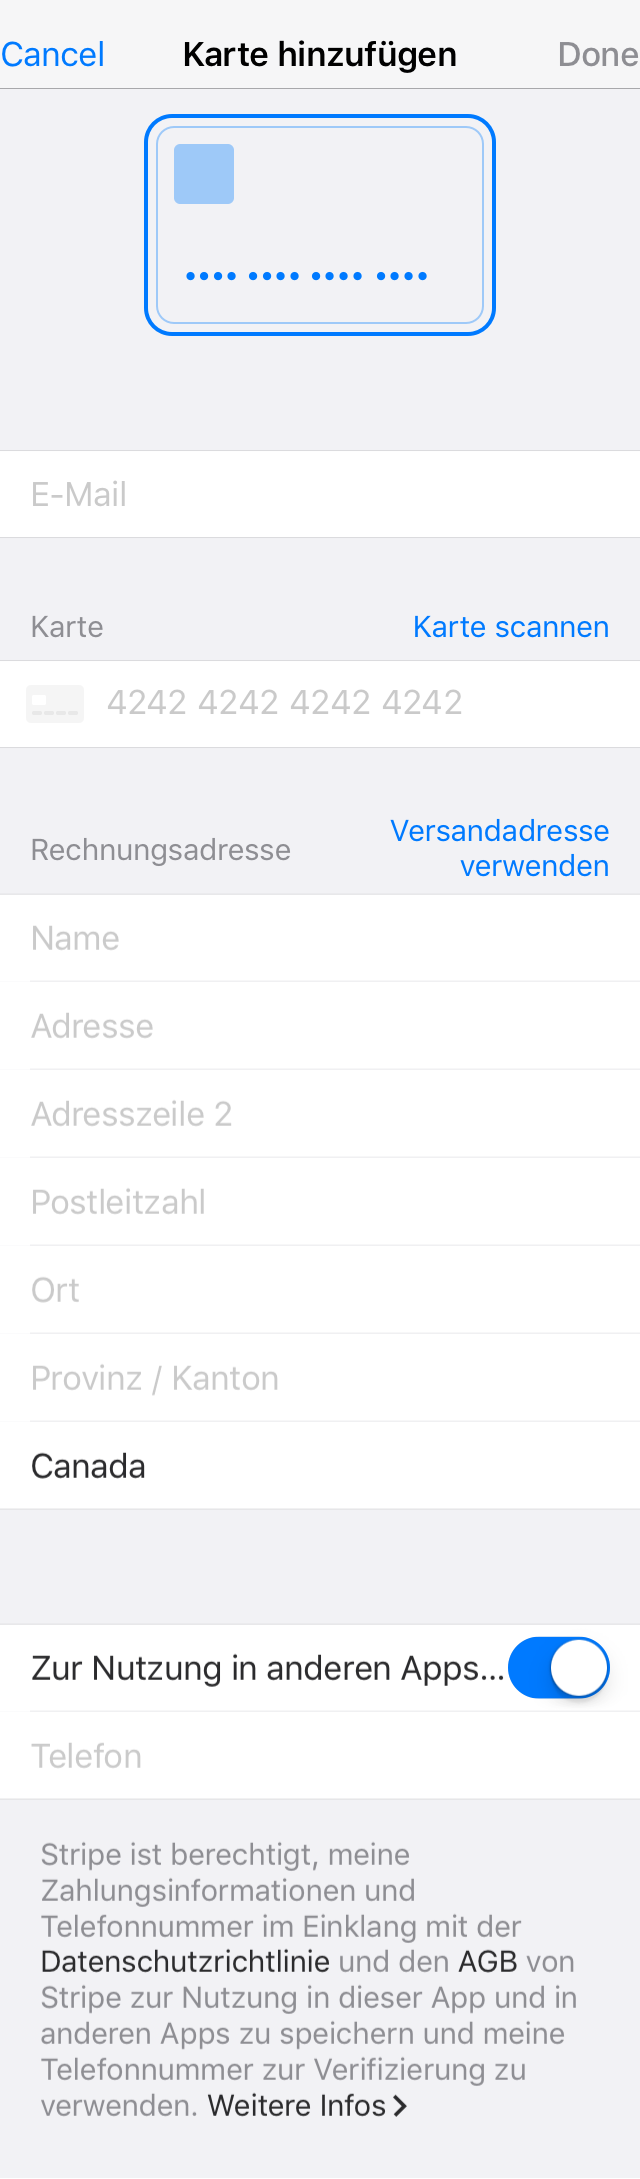 Cancel Karte hinzufügen Done
•••• •••• •••• ••••
E-Mail
Karte Karte scannen
4242 4242 4242 4242
Rechnungsadresse Versandadresse verwenden
Name
Adresse
Adresszeile 2
Postleitzahl
Ort
Provinz / Kanton
Canada
Zur Nutzung in anderen Apps...
Telefon
Stripe ist berechtigt, meine
Zahlungsinformationen und
Telefonnummer im Einklang mit der
Datenschutzrichtlinie und den AGB von
Stripe zur Nutzung in dieser App und in
anderen Apps zu speichern und meine
Telefonnummer zur Verifizierung zu
verwenden. Weitere Infos